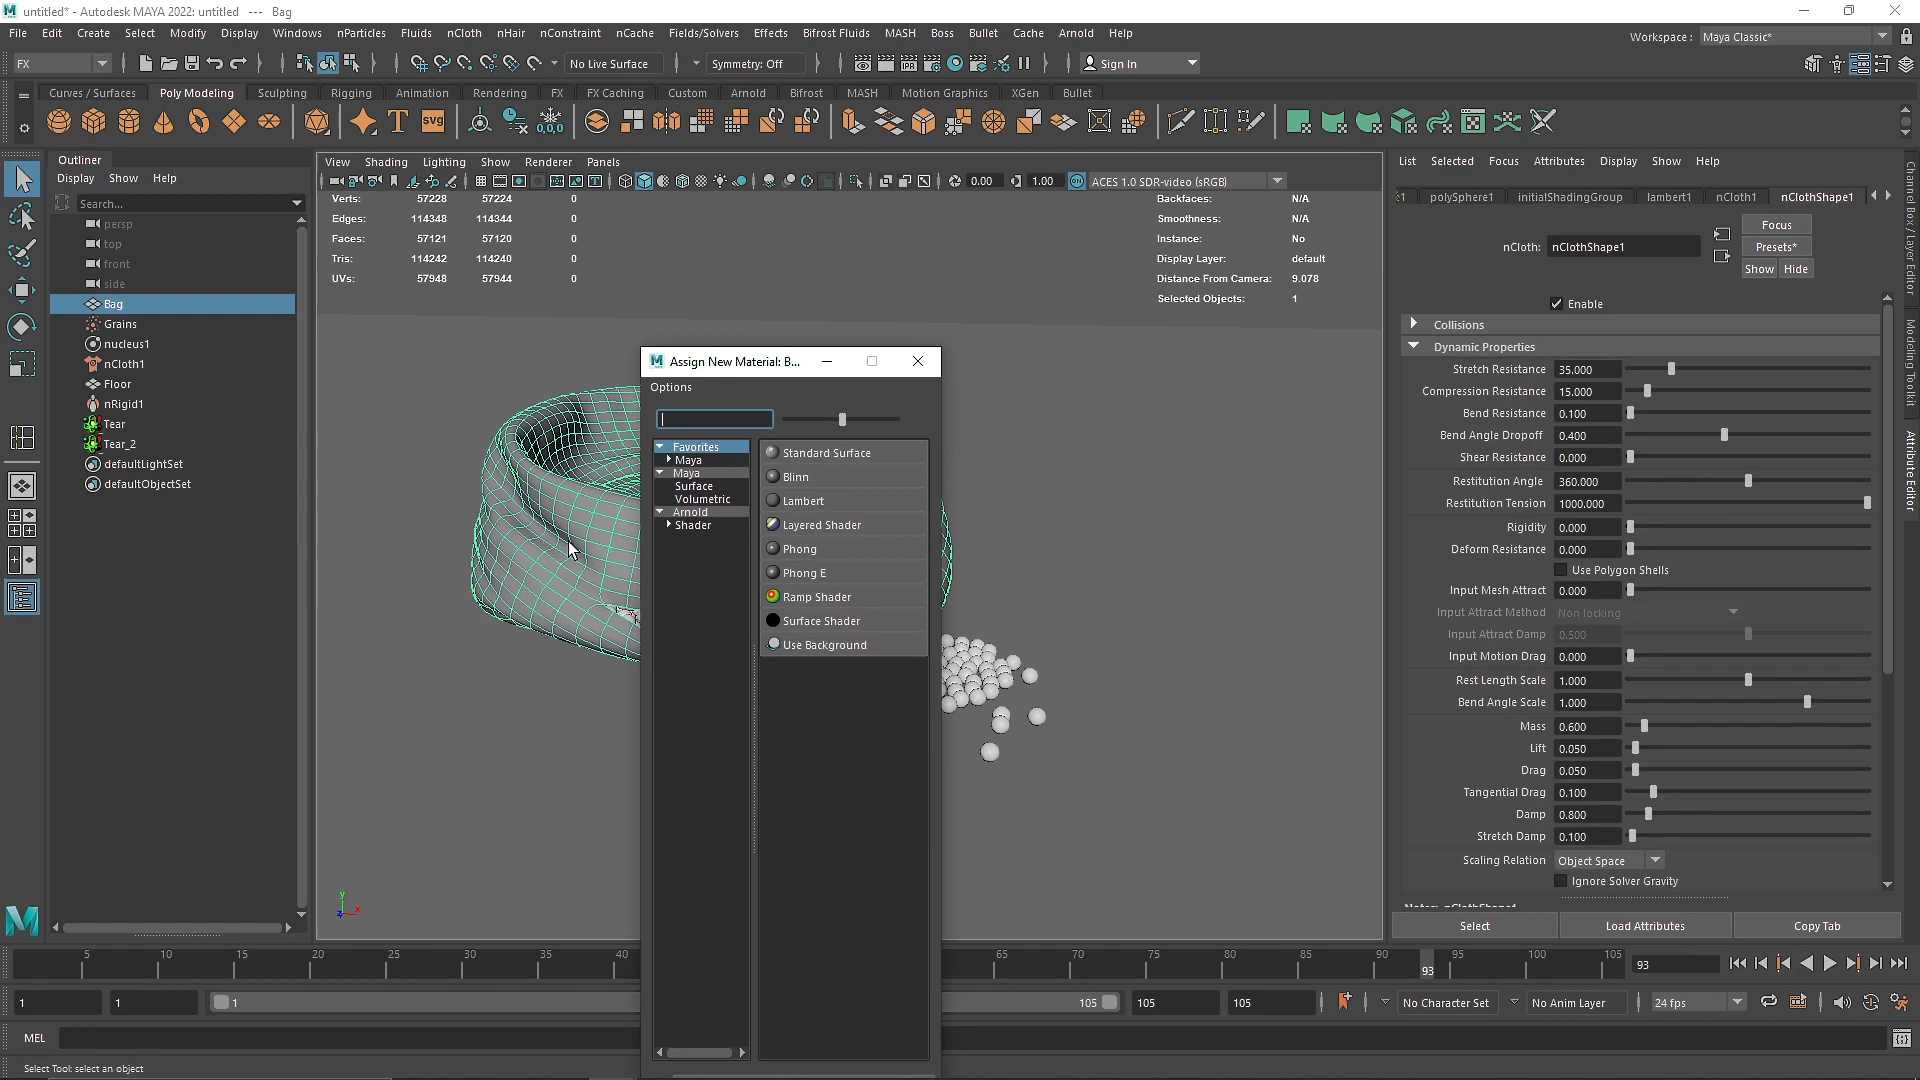 untitled* - Autodesk MAYA 2022: untitled --- Bag
File Edit Create Select Modify Display Windows nParticles Fluids nCloth nHair nConstraint nCache Fields/Solvers Effects Bifrost Fluids MASH Boss Bullet Cache Arnold Help
Workspace : Maya Classic*
FX
No Live Surface
Symmetry: Off
Sign In
Curves / Surfaces Poly Modeling Sculpting Rigging Animation Rendering FX FX Caching Custom Arnold Bifrost MASH Motion Graphics XGen Bullet
svg
0,0,0
Outliner
Display Show Help
Search...
persp
top
front
side
Bag
Grains
nucleus1
nCloth1
Floor
nRigid1
Tear
Tear_2
defaultLightSet
defaultObjectSet
View Shading Lighting Show Renderer Panels
0.00 1.00 ACES 1.0 SDR-video (sRGB)
Verts: 57228 57224 0
Edges: 114348 114344 0
Faces: 57121 57120 0
Tris: 114242 114240 0
UVs: 57948 57944 0
Backfaces: N/A
Smoothness: N/A
Instance: No
Display Layer: default
Distance From Camera: 9.078
Selected Objects: 1
Assign New Material: B...
Options
Favorites
Maya
Maya
Surface
Volumetric
Arnold
Shader
Standard Surface
Blinn
Lambert
Layered Shader
Phong
Phong E
Ramp Shader
Surface Shader
Use Background
y
z x
List Selected Focus Attributes Display Show Help
polySphere1 initialShadingGroup lambert1 nCloth1 nClothShape1
nCloth: nClothShape1
Focus
Presets*
Show Hide
Enable
Collisions
Dynamic Properties
Stretch Resistance 35.000
Compression Resistance 15.000
Bend Resistance 0.100
Bend Angle Dropoff 0.400
Shear Resistance 0.000
Restitution Angle 360.000
Restitution Tension 1000.000
Rigidity 0.000
Deform Resistance 0.000
Use Polygon Shells
Input Mesh Attract 0.000
Input Attract Method Non locking
Input Attract Damp 0.500
Input Motion Drag 0.000
Rest Length Scale 1.000
Bend Angle Scale 1.000
Mass 0.600
Lift 0.050
Drag 0.050
Tangential Drag 0.100
Damp 0.800
Stretch Damp 0.100
Scaling Relation Object Space
Ignore Solver Gravity
Select Load Attributes Copy Tab
Channel Box / Layer Editor
Modeling Toolkit
Attribute Editor
5 10 15 20 25 30 35 40 65 70 75 80 85 90 93 95 100 105
93
1 1 1 105 105 105
No Character Set
No Anim Layer
24 fps
MEL
Select Tool: select an object